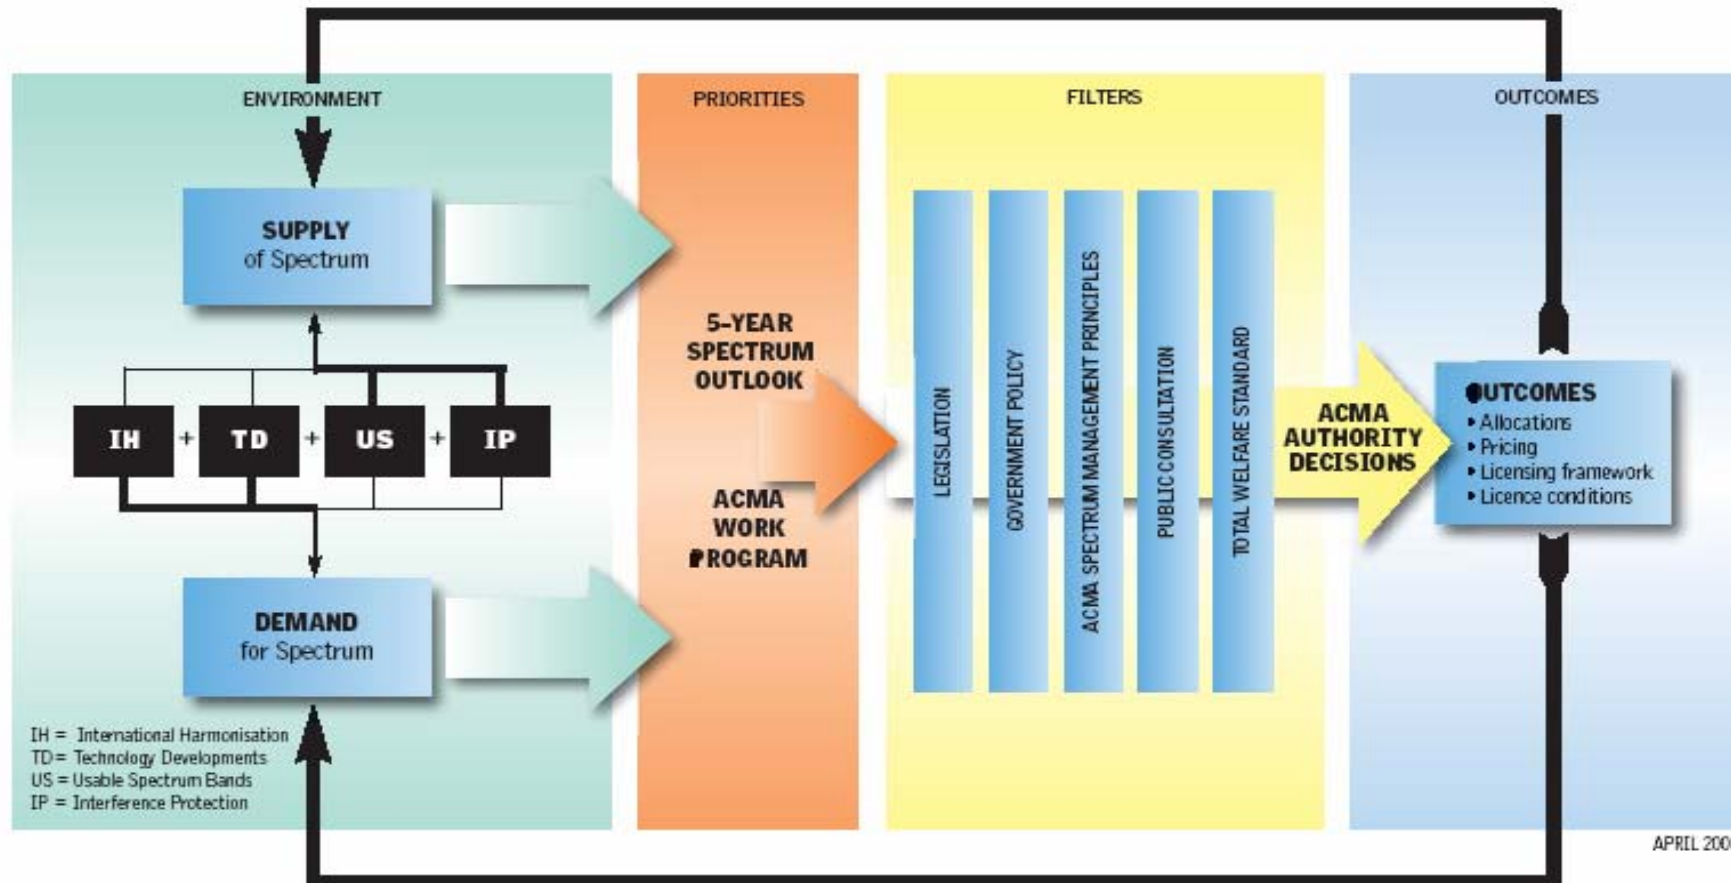 ENVIRONMENT
SUPPLY
of Spectrum
IH + TD + US + IP
DEMAND
for Spectrum
IH = International Harmonisation
TD = Technology Developments
US = Usable Spectrum Bands
IP = Interference Protection
PRIORITIES
5-YEAR
SPECTRUM
OUTLOOK
ACMA
WORK
PROGRAM
FILTERS
LEGISLATION
GOVERNMENT POLICY
ACMA SPECTRUM MANAGEMENT PRINCIPLES
PUBLIC CONSULTATION
TOTAL WELFARE STANDARD
ACMA
AUTHORITY
DECISIONS
OUTCOMES
OUTCOMES
• Allocations
• Pricing
• Licensing framework
• Licence conditions
APRIL